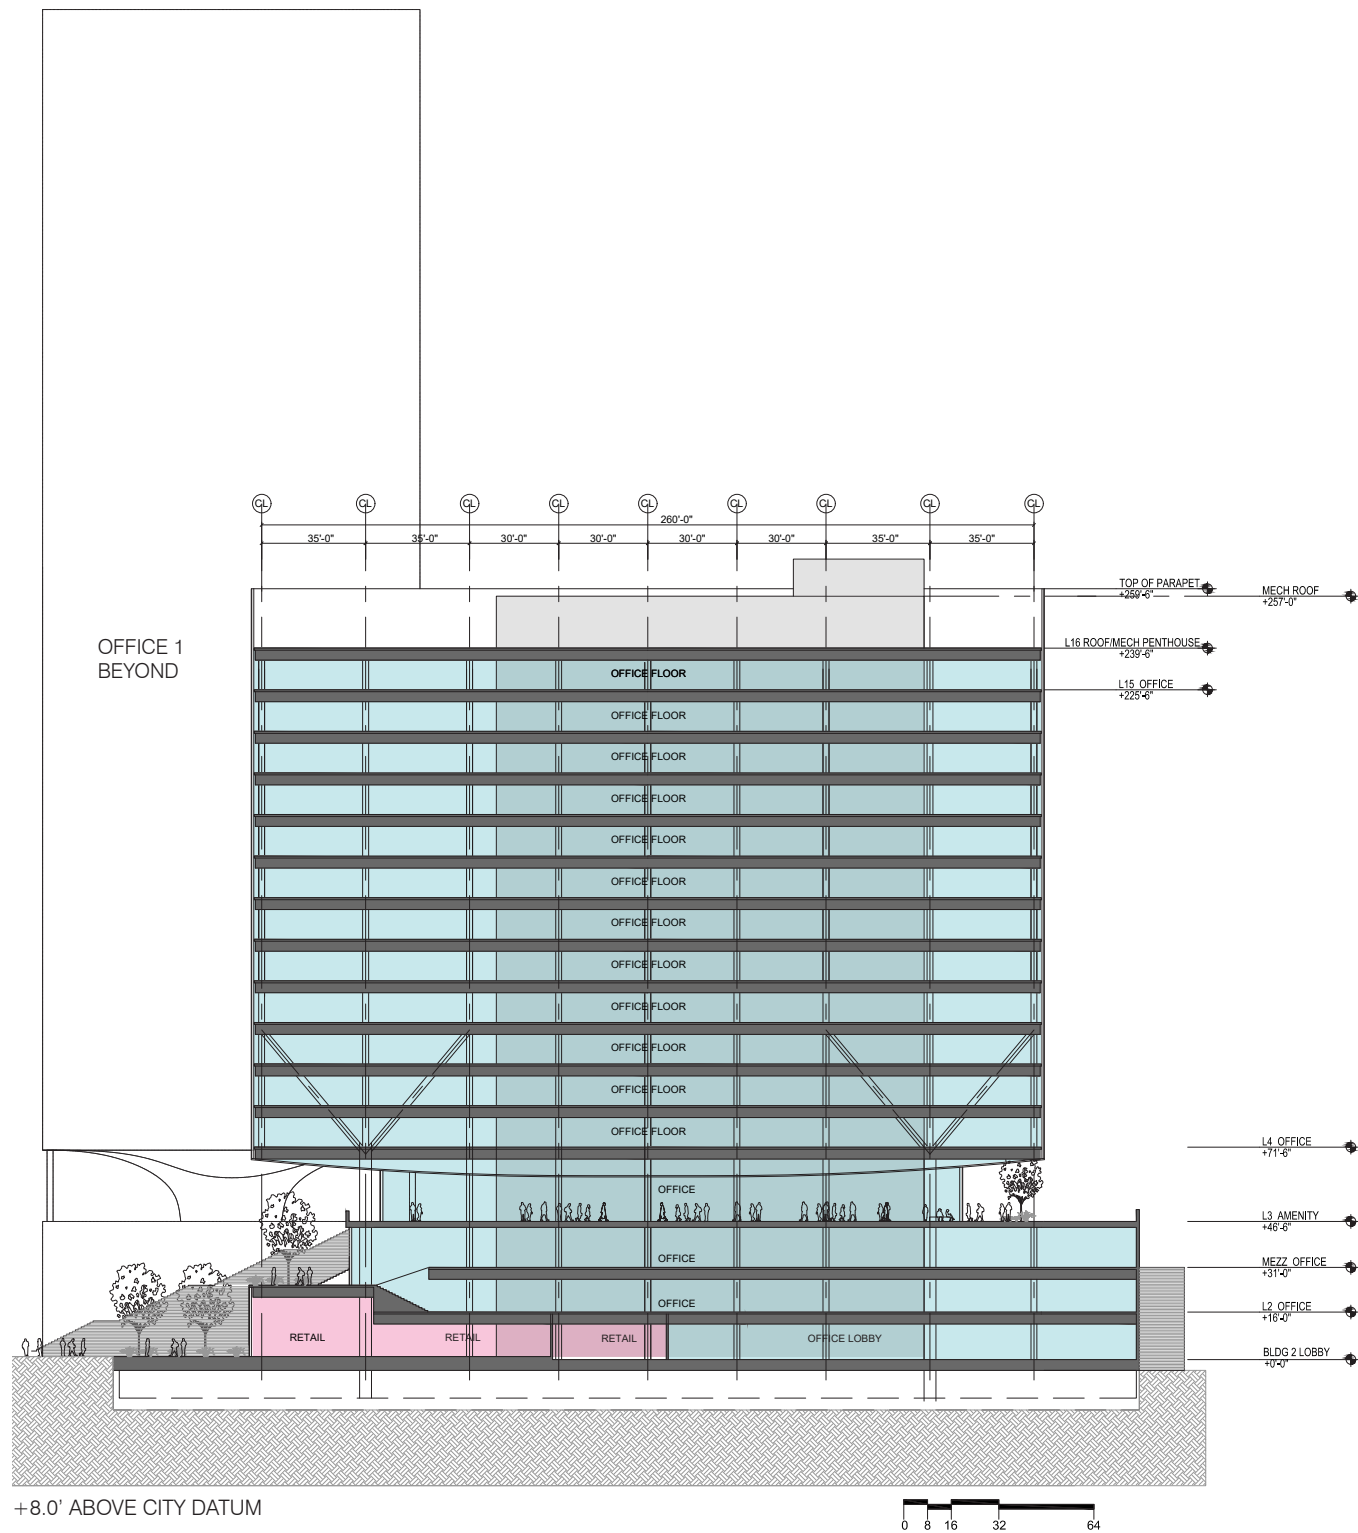 CL CL CL CL CL CL CL CL CL
260'-0"
35'-0" 35'-0" 30'-0" 30'-0" 30'-0" 30'-0" 35'-0" 35'-0"
TOP OF PARAPET
+259'-6"
MECH ROOF
+257'-0"
OFFICE 1
BEYOND
L16 ROOF/MECH PENTHOUSE
+239'-6"
OFFICE FLOOR
L15 OFFICE
+225'-6"
OFFICE FLOOR
OFFICE FLOOR
OFFICE FLOOR
OFFICE FLOOR
OFFICE FLOOR
OFFICE FLOOR
OFFICE FLOOR
OFFICE FLOOR
OFFICE FLOOR
OFFICE FLOOR
OFFICE FLOOR
L4 OFFICE
+71'-6"
OFFICE
L3 AMENITY
+46'-6"
OFFICE
MEZZ OFFICE
+31'-0"
OFFICE
L2 OFFICE
+16'-0"
RETAIL RETAIL RETAIL OFFICE LOBBY
BLDG 2 LOBBY
+0'-0"
+8.0' ABOVE CITY DATUM
0 8 16 32 64